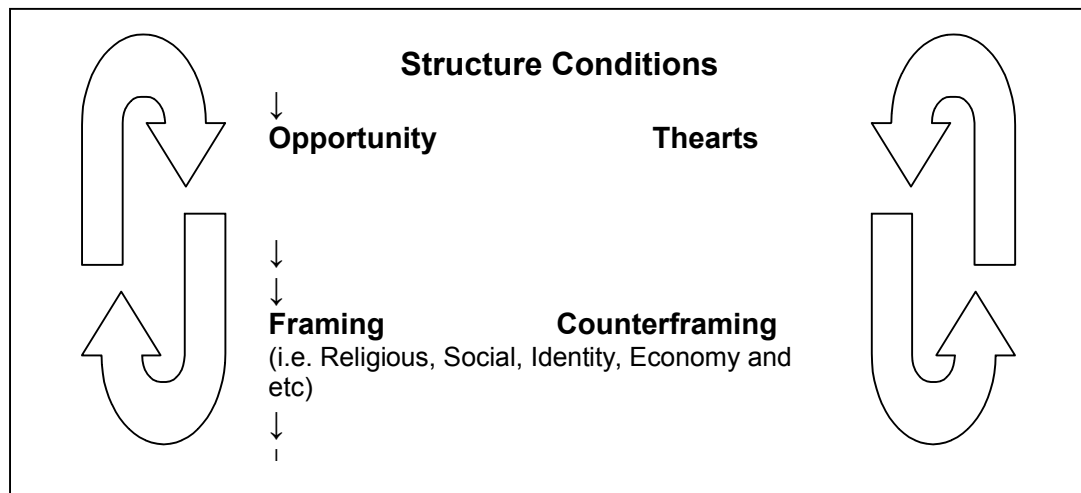 Structure Conditions
↓
Opportunity Thearts
↓
↓
Framing Counterframing
(i.e. Religious, Social, Identity, Economy and
etc)
↓